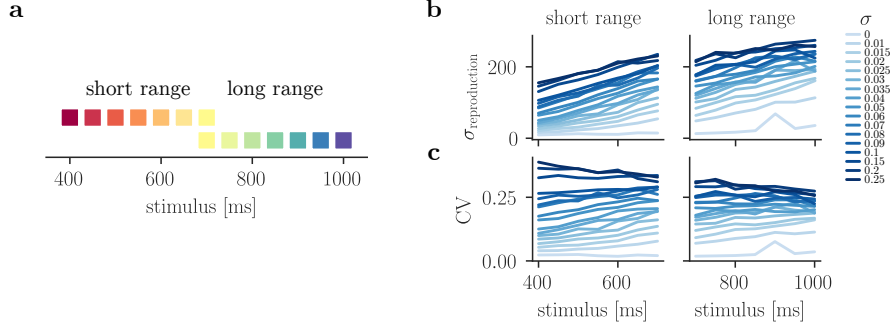 a
short range
long range
400
600
800
1000
stimulus [ms]
b
short range
long range
σ
σreproduction
200
0
0
0.01
0.015
0.02
0.025
0.03
0.035
0.04
0.05
0.06
0.07
0.08
0.09
0.1
0.15
0.2
0.25
c
CV
0.25
0.00
400
600
800
1000
stimulus [ms]
stimulus [ms]